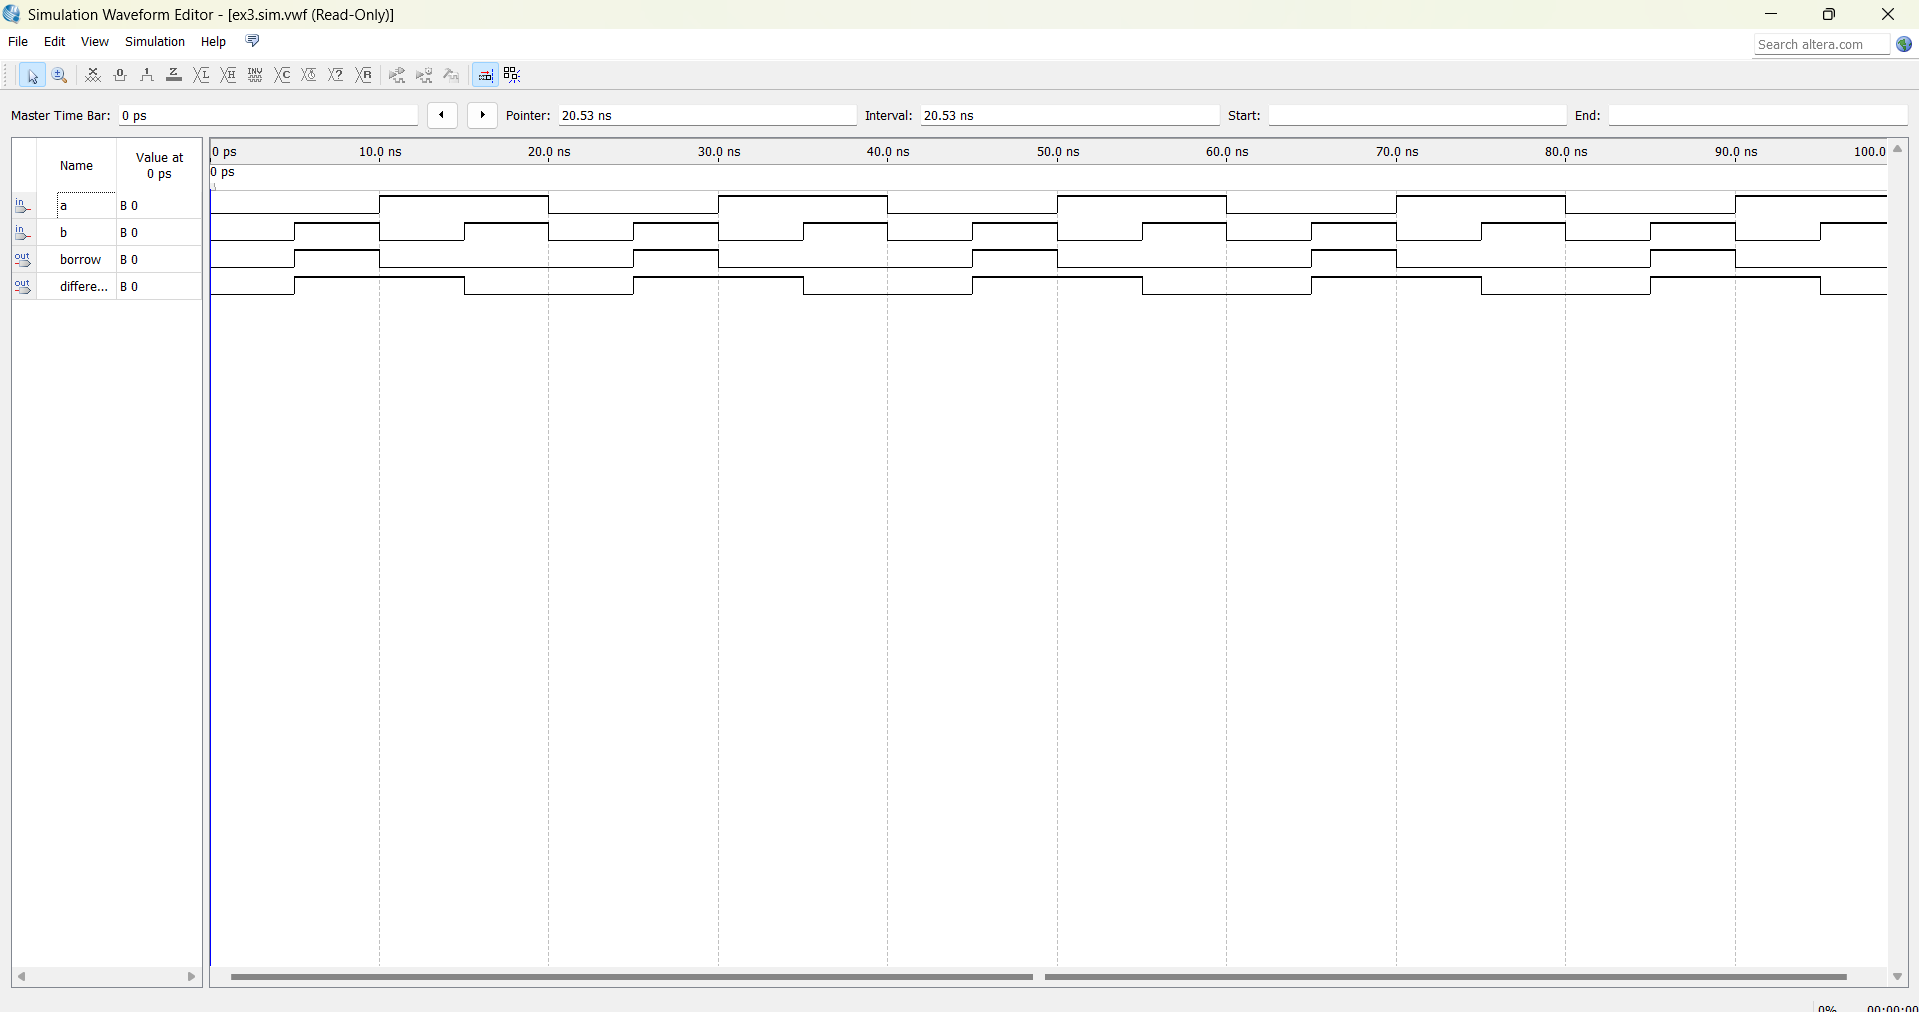 Simulation Waveform Editor - [ex3.sim.vwf (Read-Only)]
File Edit View Simulation Help
Search altera.com
Master Time Bar: 0 ps Pointer: 20.53 ns Interval: 20.53 ns Start: End:
Name Value at 0 ps
0 ps 10.0 ns 20.0 ns 30.0 ns 40.0 ns 50.0 ns 60.0 ns 70.0 ns 80.0 ns 90.0 ns 100.0
0 ps
in a B 0
in b B 0
out borrow B 0
out differe... B 0
0% 00:00:00